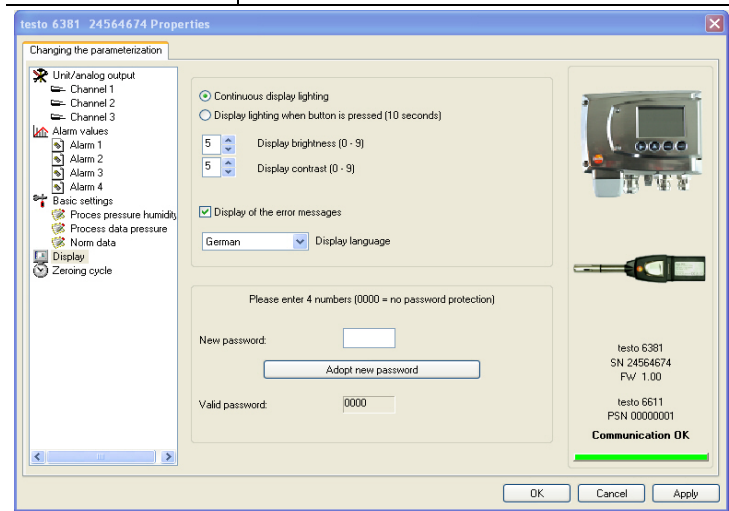 testo 6381 24564674 Properties
Changing the parameterization
Unit/analog output
Channel 1
Channel 2
Channel 3
Alarm values
Alarm 1
Alarm 2
Alarm 3
Alarm 4
Basic settings
Proces pressure humidity
Process data pressure
Norm data
Display
Zeroing cycle
Continuous display lighting
Display lighting when button is pressed (10 seconds)
5 Display brightness (0 - 9)
5 Display contrast (0 - 9)
Display of the error messages
German Display language
Please enter 4 numbers (0000 = no password protection)
New password:
Adopt new password
Valid password: 0000
testo 6381
SN 24564674
FW 1.00
testo 6611
PSN 00000001
Communication OK
OK Cancel Apply